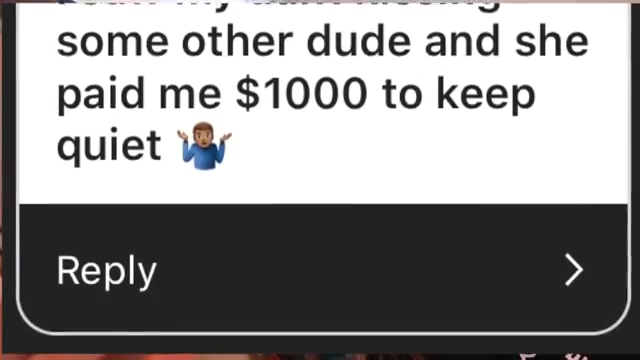 some other dude and she
paid me $1000 to keep
quiet 🤷🏽‍♂️
Reply